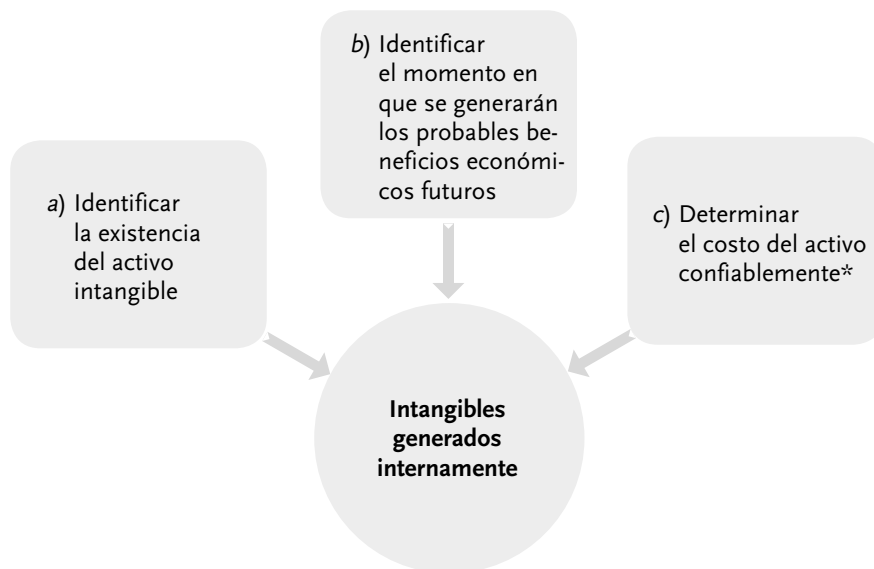 a) Identificar
la existencia
del activo
intangible
b) Identificar
el momento en
que se generarán
los probables be-
neficios económi-
cos futuros
c) Determinar
el costo del activo
confiablemente*
Intangibles
generados
internamente